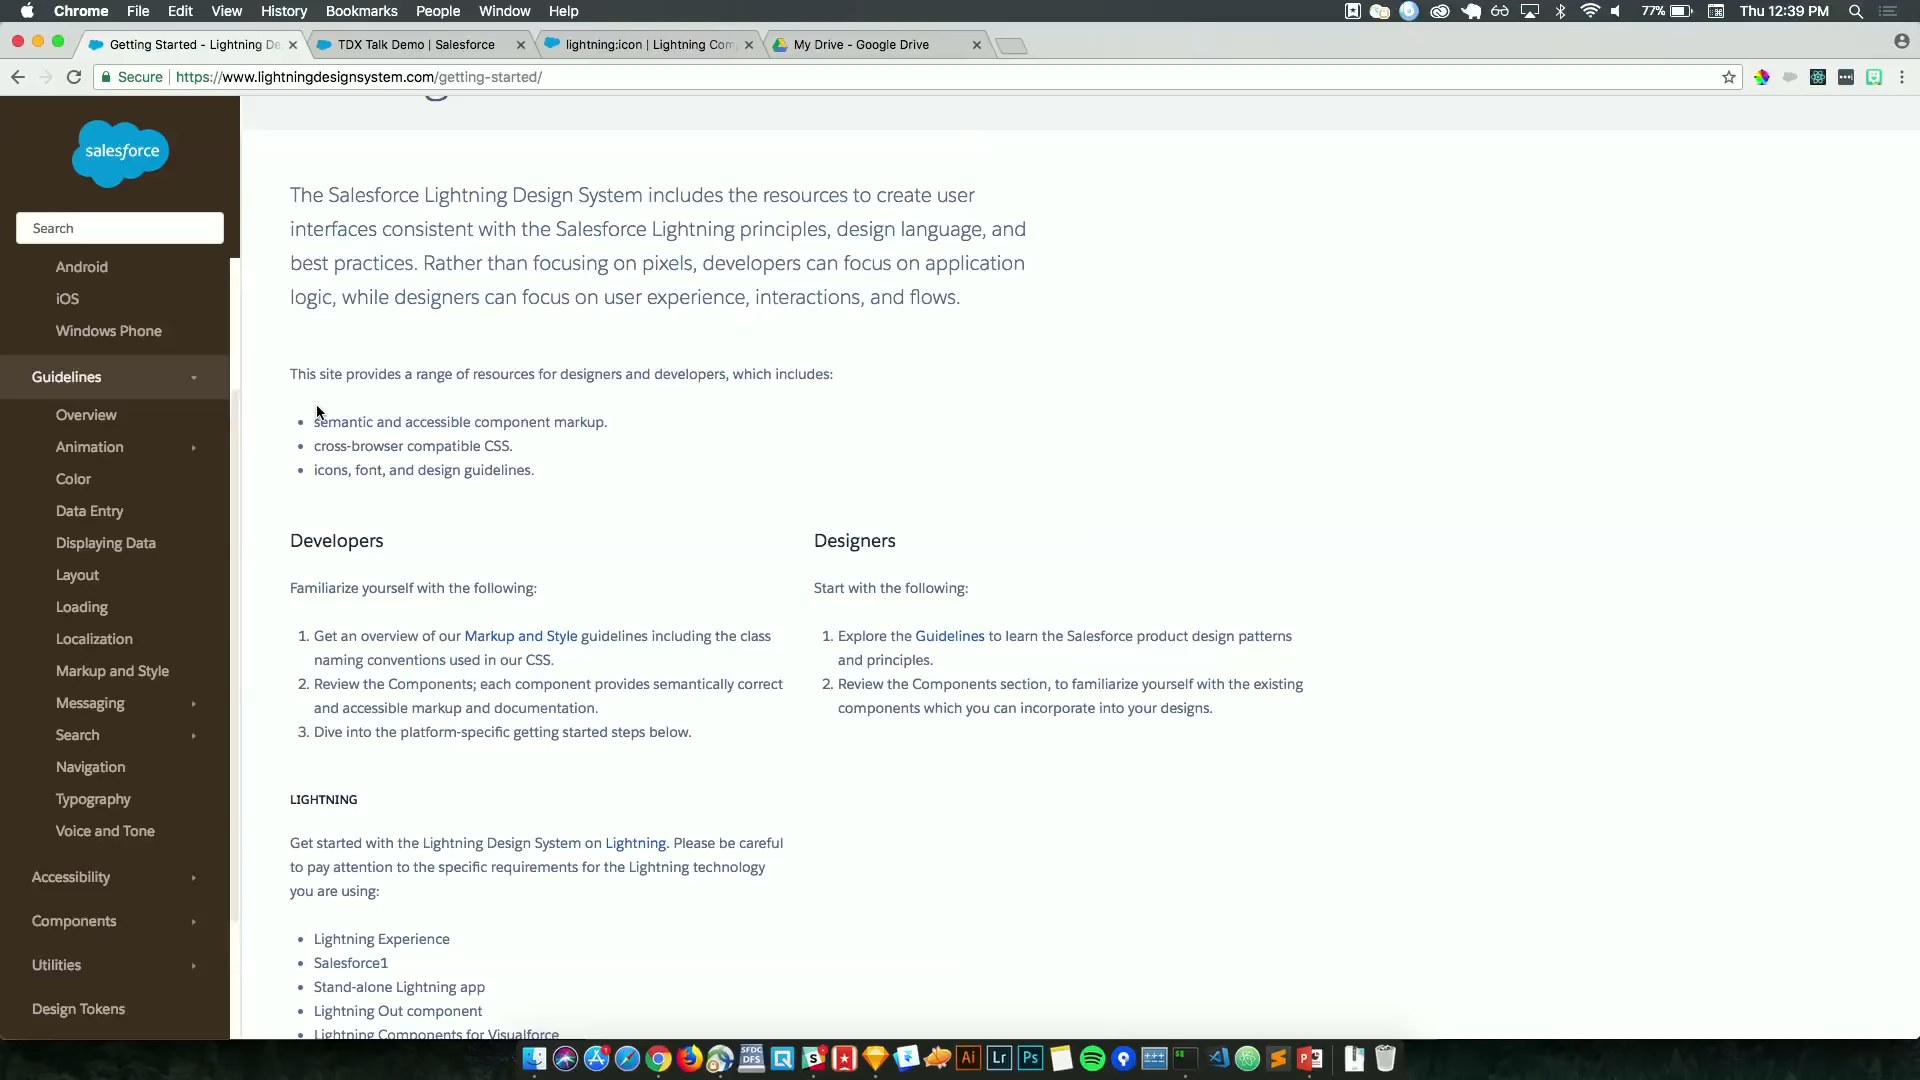 Chrome File Edit View History Bookmarks People Window Help
77% Thu 12:39 PM
Getting Started - Lightning De
TDX Talk Demo | Salesforce
lightning:icon | Lightning Com
My Drive - Google Drive
Secure https://www.lightningdesignsystem.com/getting-started/
salesforce
Search
Android
iOS
Windows Phone
Guidelines
Overview
Animation
Color
Data Entry
Displaying Data
Layout
Loading
Localization
Markup and Style
Messaging
Search
Navigation
Typography
Voice and Tone
Accessibility
Components
Utilities
Design Tokens
The Salesforce Lightning Design System includes the resources to create user
interfaces consistent with the Salesforce Lightning principles, design language, and
best practices. Rather than focusing on pixels, developers can focus on application
logic, while designers can focus on user experience, interactions, and flows.
This site provides a range of resources for designers and developers, which includes:
• semantic and accessible component markup.
• cross-browser compatible CSS.
• icons, font, and design guidelines.
Developers
Familiarize yourself with the following:
1. Get an overview of our Markup and Style guidelines including the class
naming conventions used in our CSS.
2. Review the Components; each component provides semantically correct
and accessible markup and documentation.
3. Dive into the platform-specific getting started steps below.
Designers
Start with the following:
1. Explore the Guidelines to learn the Salesforce product design patterns
and principles.
2. Review the Components section, to familiarize yourself with the existing
components which you can incorporate into your designs.
LIGHTNING
Get started with the Lightning Design System on Lightning. Please be careful
to pay attention to the specific requirements for the Lightning technology
you are using:
• Lightning Experience
• Salesforce1
• Stand-alone Lightning app
• Lightning Out component
• Lightning Components for Visualforce
SFDC
DFS
Ai
Lr
Ps